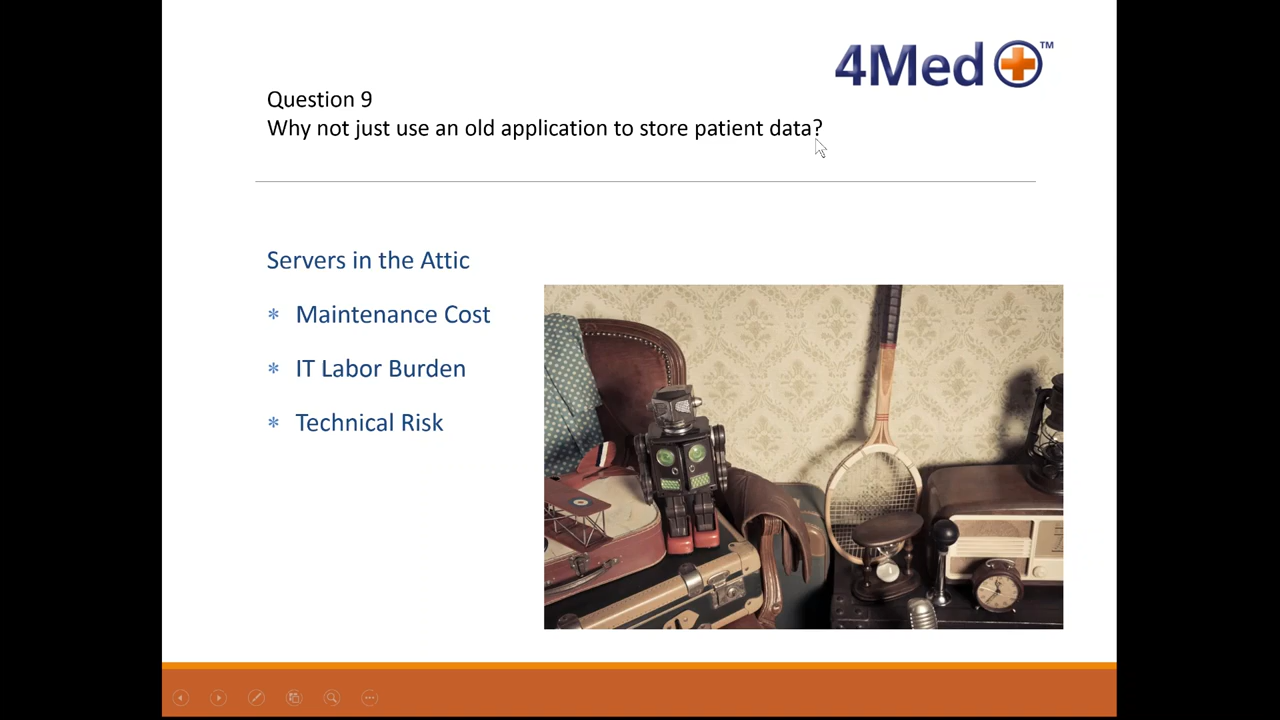 4Med
TM
Question 9
Why not just use an old application to store patient data?
Servers in the Attic
* Maintenance Cost
* IT Labor Burden
* Technical Risk